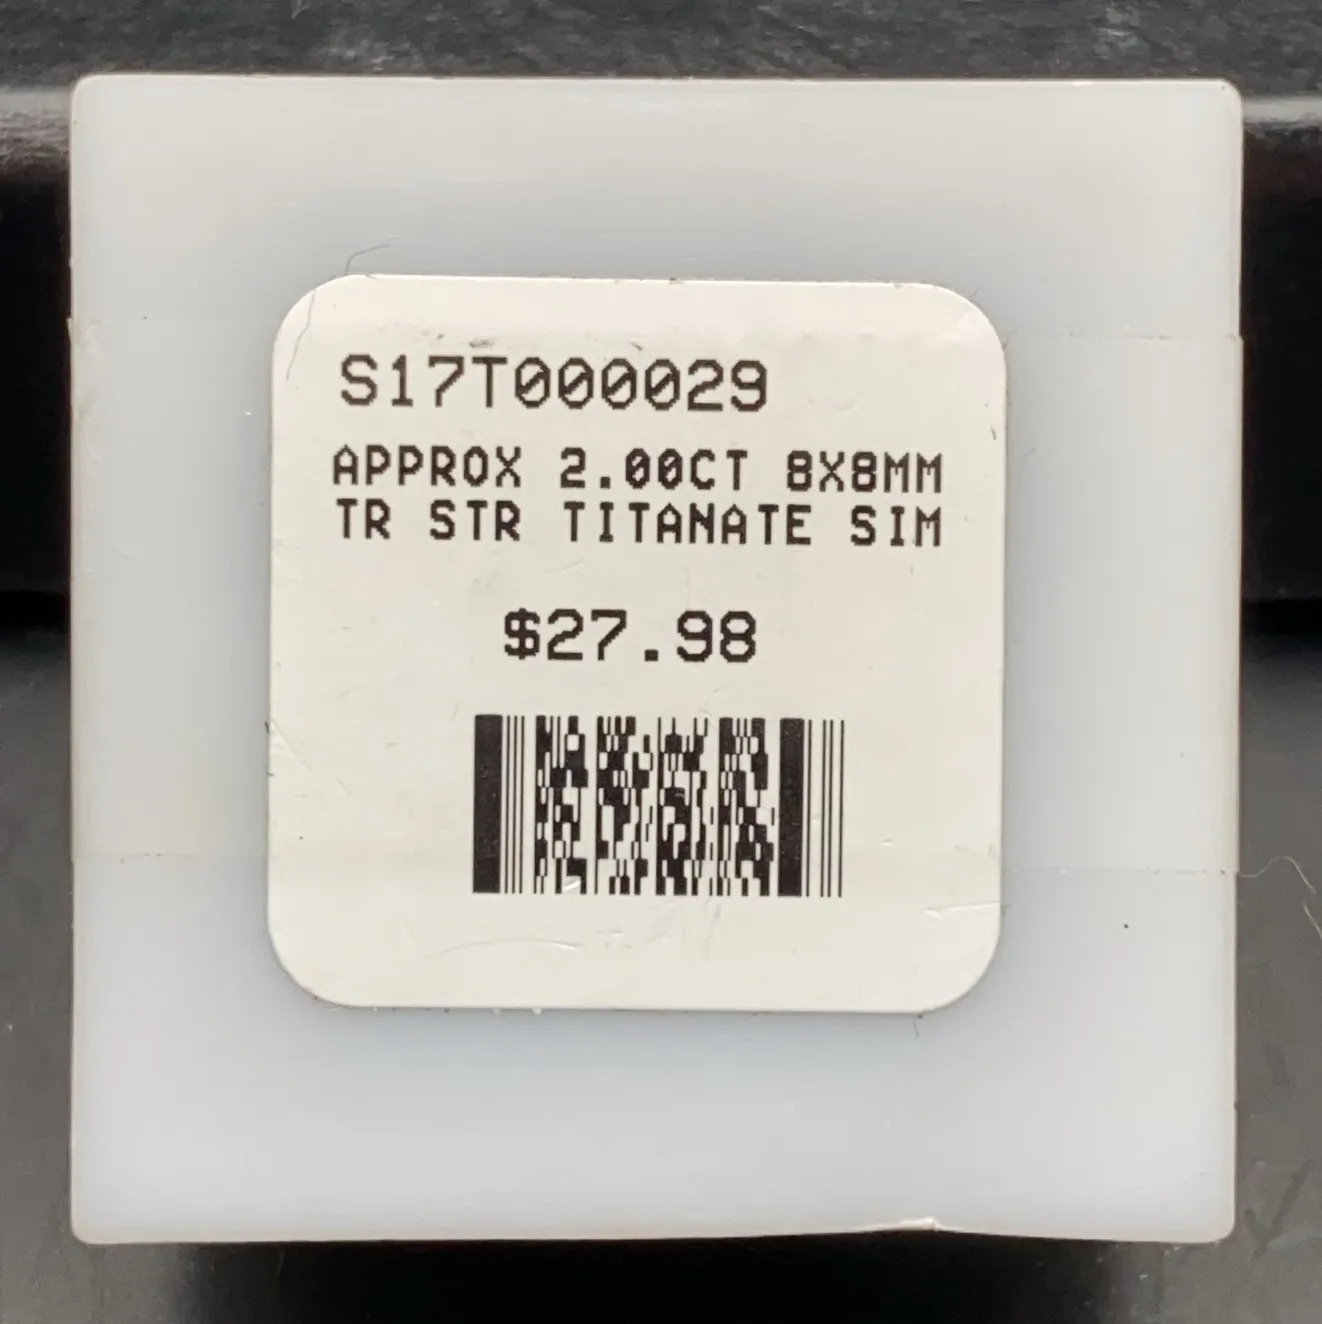 S17T000029
APPROX 2.00CT 8X8MM
TR STR TITANATE SIM
$27.98